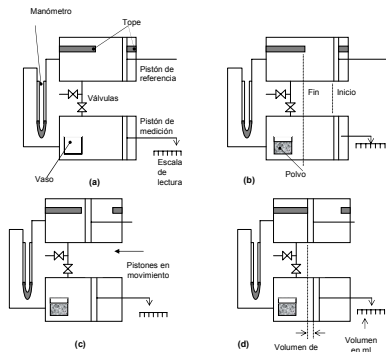 Manómetro
Tope
Pistón de
referencia
Válvulas
Pistón de
medición
Vaso
(a)
Escala
de
lectura
Fin
Inicio
Polvo
(b)
Pistones en
movimiento
(c)
(d)
Volumen de
Volumen
en ml